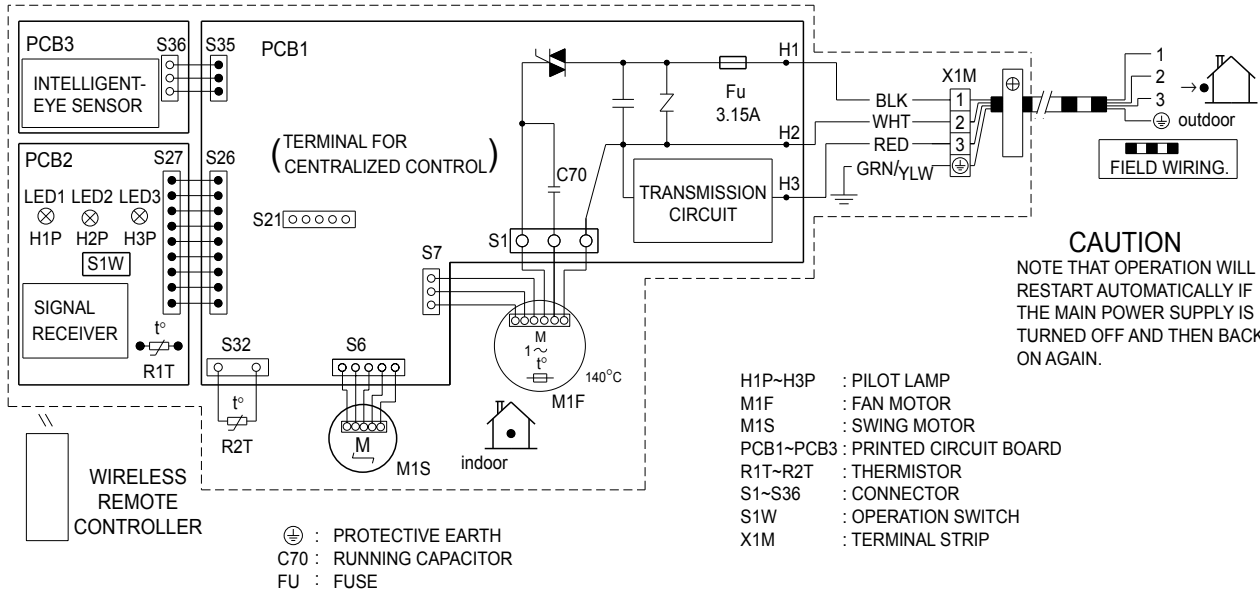 PCB3
S36
S35
INTELLIGENT-
EYE SENSOR
PCB2
S27
S26
LED1 LED2 LED3
H1P
H2P
H3P
S1W
SIGNAL
RECEIVER
t°
R1T
PCB1
(TERMINAL FOR
CENTRALIZED CONTROL)
S21
S7
S32
S6
t°
R2T
M
M1S
S1
C70
Fu
3.15A
H1
H2
H3
TRANSMISSION
CIRCUIT
M
1~
t°
140°C
M1F
indoor
BLK
WHT
RED
GRN/YLW
X1M
1
2
3
1
2
3
outdoor
FIELD WIRING.
CAUTION
NOTE THAT OPERATION WILL
RESTART AUTOMATICALLY IF
THE MAIN POWER SUPPLY IS
TURNED OFF AND THEN BACK
ON AGAIN.
WIRELESS
REMOTE
CONTROLLER
: PROTECTIVE EARTH
C70 : RUNNING CAPACITOR
FU : FUSE
H1P~H3P : PILOT LAMP
M1F : FAN MOTOR
M1S : SWING MOTOR
PCB1~PCB3 : PRINTED CIRCUIT BOARD
R1T~R2T : THERMISTOR
S1~S36 : CONNECTOR
S1W : OPERATION SWITCH
X1M : TERMINAL STRIP